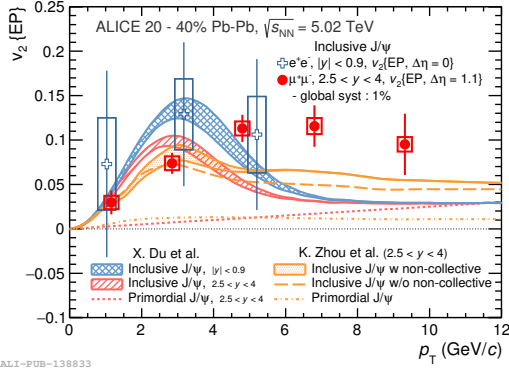 v₂ {EP}
ALICE 20 - 40% Pb-Pb, √sNN = 5.02 TeV
Inclusive J/ψ
e⁺e⁻, |y| < 0.9, v₂{EP, Δη = 0}
μ⁺μ⁻, 2.5 < y < 4, v₂{EP, Δη = 1.1}
- global syst : 1%
0.25
0.2
0.15
0.1
0.05
0
−0.05
−0.1
X. Du et al.
Inclusive J/ψ, |y| < 0.9
Inclusive J/ψ, 2.5 < y < 4
Primordial J/ψ, 2.5 < y < 4
K. Zhou et al. (2.5 < y < 4)
Inclusive J/ψ w non-collective
Inclusive J/ψ w/o non-collective
Primordial J/ψ
0 2 4 6 8 10 12
p_T (GeV/c)
ALI-PUB-138833